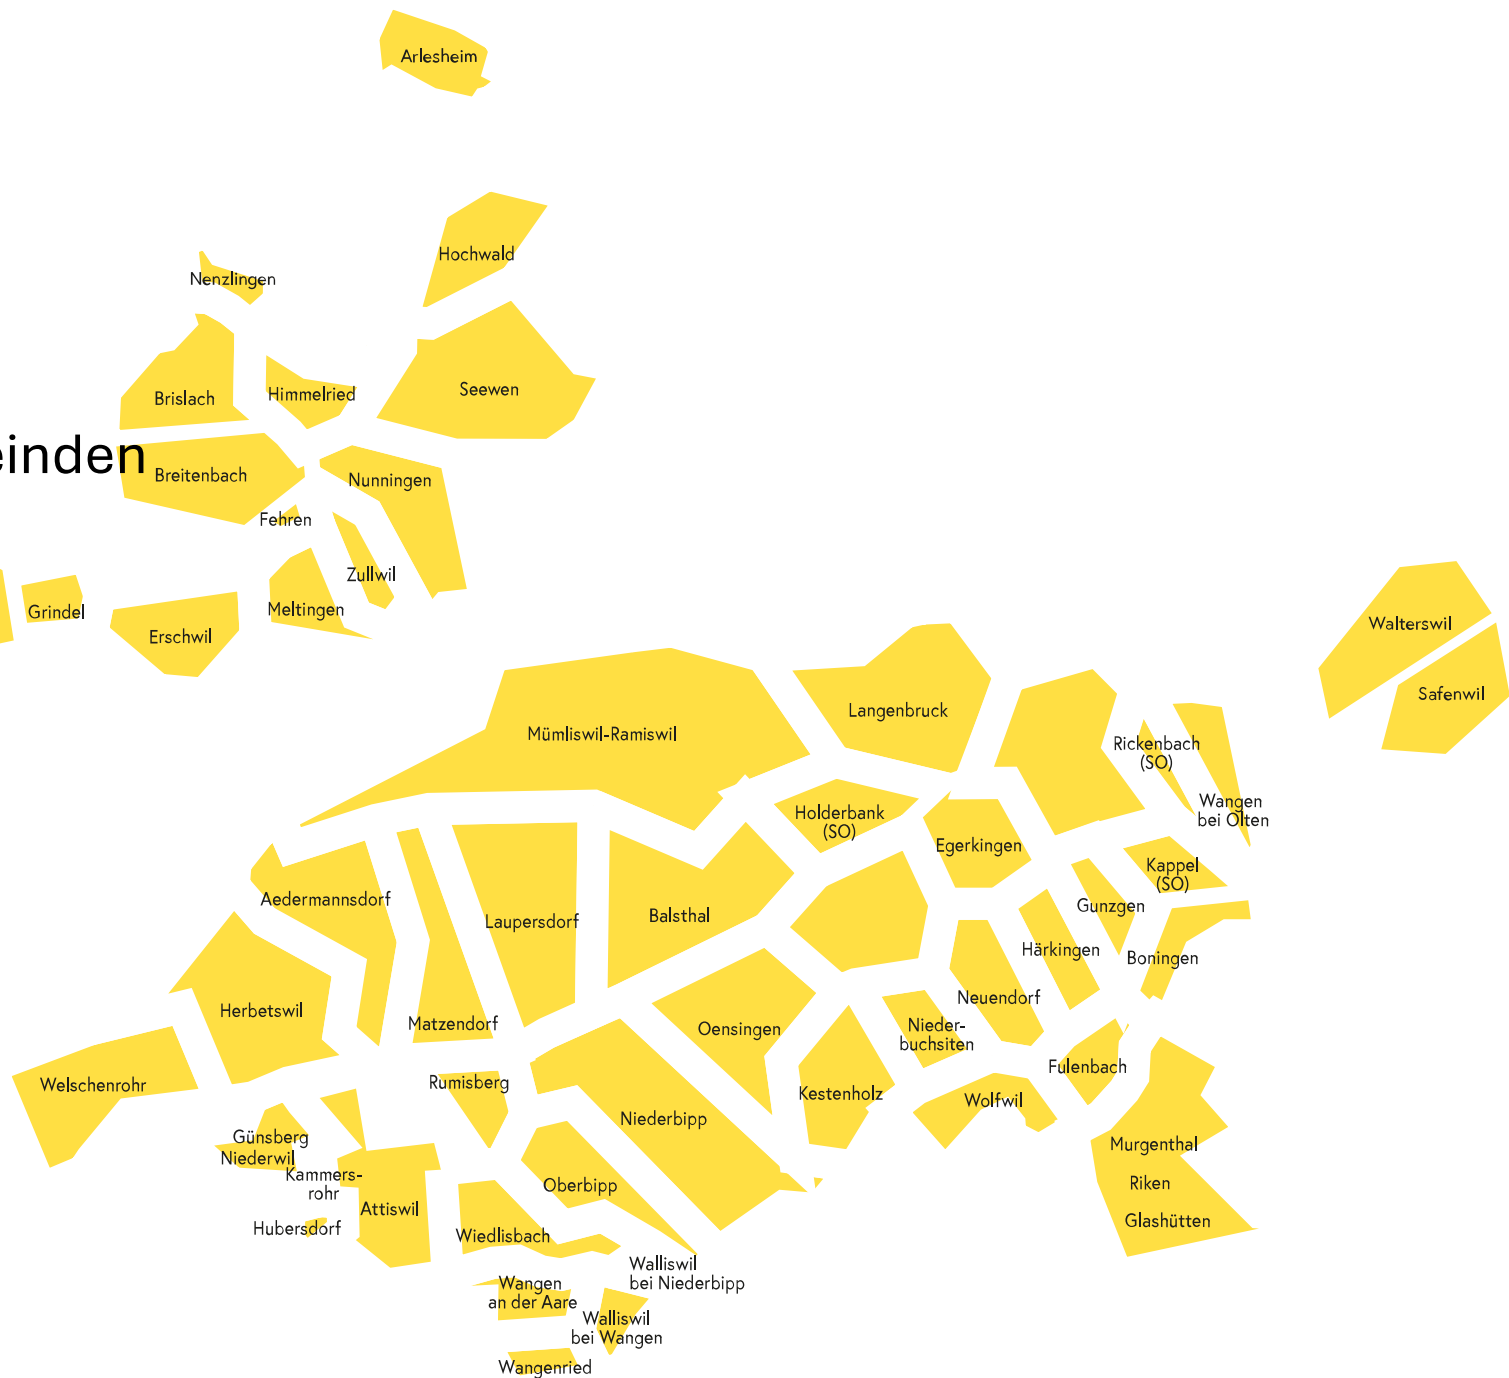 Arlesheim
Hochwald
Nenzlingen
Seewen
Himmelried
Brislach
einden
Breitenbach
Nunningen
Fehren
Zullwil
Meltingen
Grindel
Erschwil
Walterswil
Safenwil
Langenbruck
Mümliswil-Ramiswil
Rickenbach
(SO)
Wangen
bei Olten
Holderbank
(SO)
Egerkingen
Kappel
(SO)
Aedermannsdorf
Gunzgen
Laupersdorf
Balsthal
Härkingen
Boningen
Herbetswil
Neuendorf
Matzendorf
Oensingen
Nieder-
buchsiten
Fulenbach
Welschenrohr
Rumisberg
Kestenholz
Wolfwil
Niederbipp
Günsberg
Niederwil
Murgenthal
Kammers-
rohr
Riken
Oberbipp
Attiswil
Glashütten
Hubersdorf
Wiedlisbach
Walliswil
bei Niederbipp
Wangen
an der Aare
Walliswil
bei Wangen
Wangenried